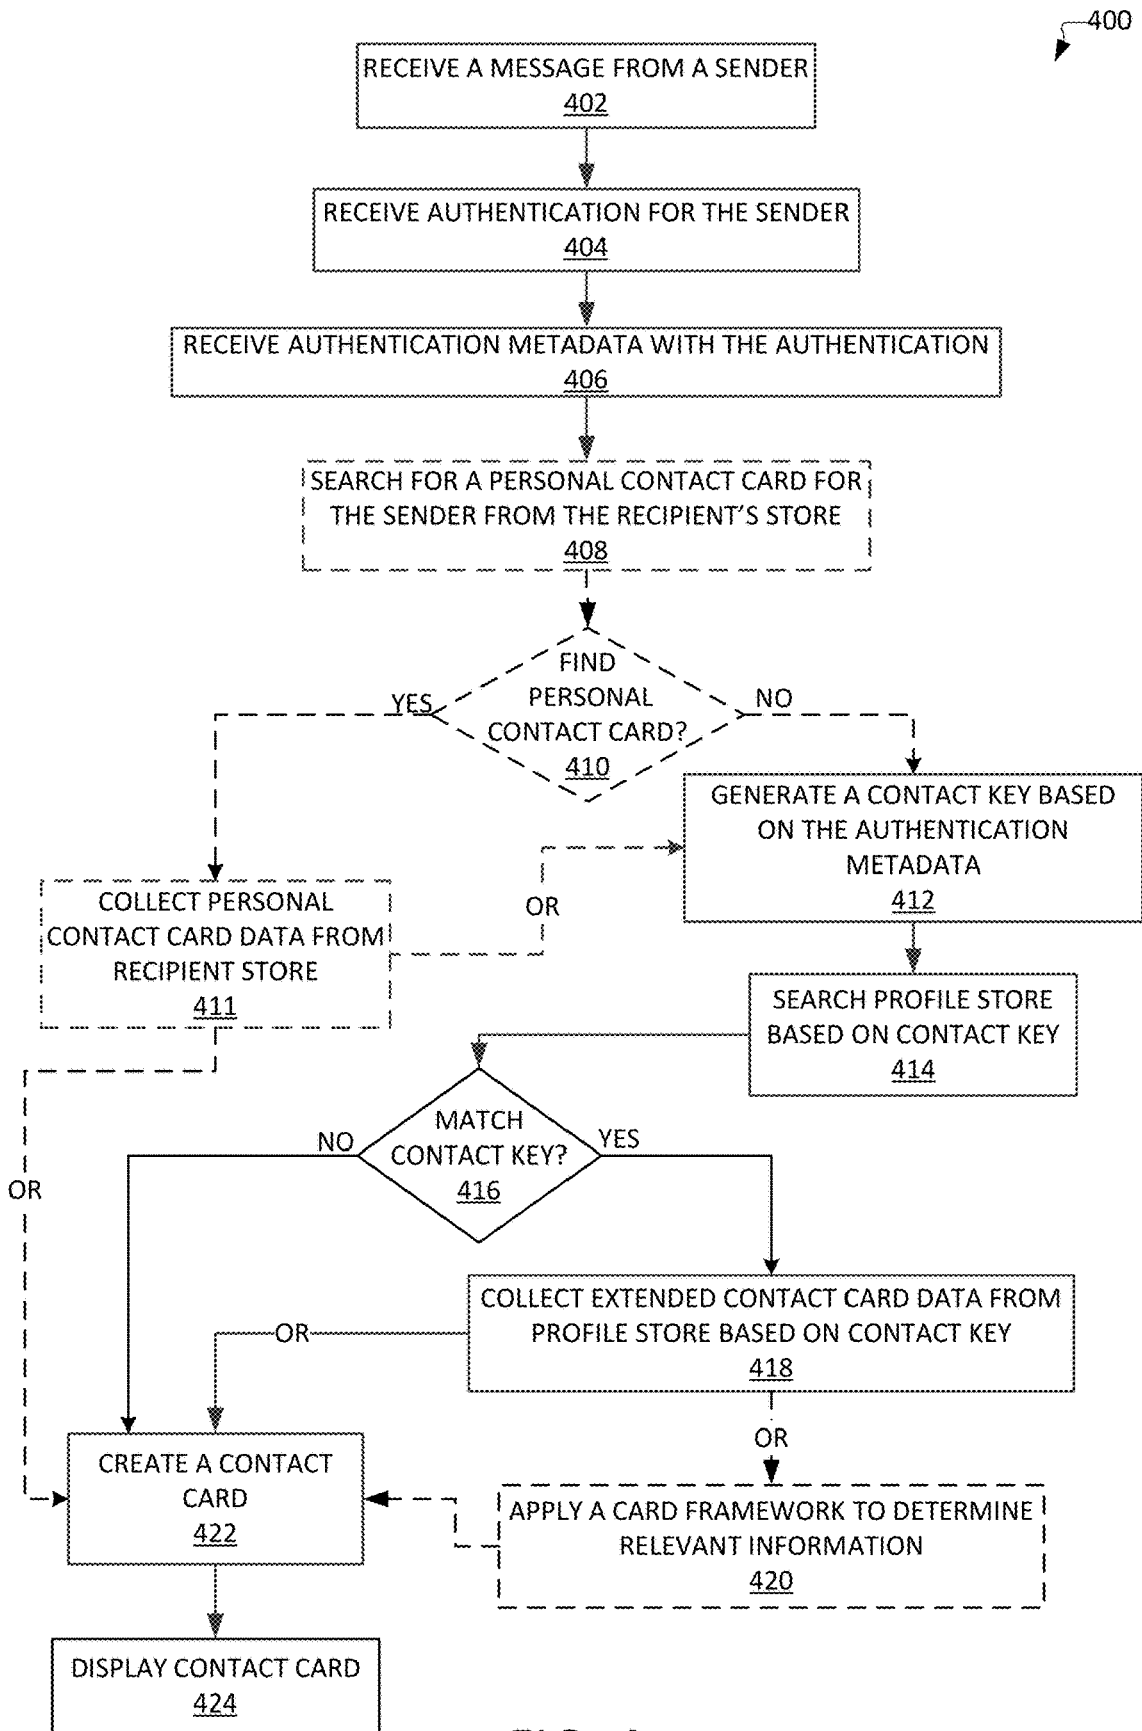 400
RECEIVE A MESSAGE FROM A SENDER
402
RECEIVE AUTHENTICATION FOR THE SENDER
404
RECEIVE AUTHENTICATION METADATA WITH THE AUTHENTICATION
406
SEARCH FOR A PERSONAL CONTACT CARD FOR
THE SENDER FROM THE RECIPIENT'S STORE
408
FIND
PERSONAL
CONTACT CARD?
410
YES
NO
GENERATE A CONTACT KEY BASED
ON THE AUTHENTICATION
METADATA
412
COLLECT PERSONAL
CONTACT CARD DATA FROM
RECIPIENT STORE
411
OR
SEARCH PROFILE STORE
BASED ON CONTACT KEY
414
MATCH
CONTACT KEY?
416
NO
YES
OR
COLLECT EXTENDED CONTACT CARD DATA FROM
PROFILE STORE BASED ON CONTACT KEY
418
OR
OR
CREATE A CONTACT
CARD
422
APPLY A CARD FRAMEWORK TO DETERMINE
RELEVANT INFORMATION
420
DISPLAY CONTACT CARD
424